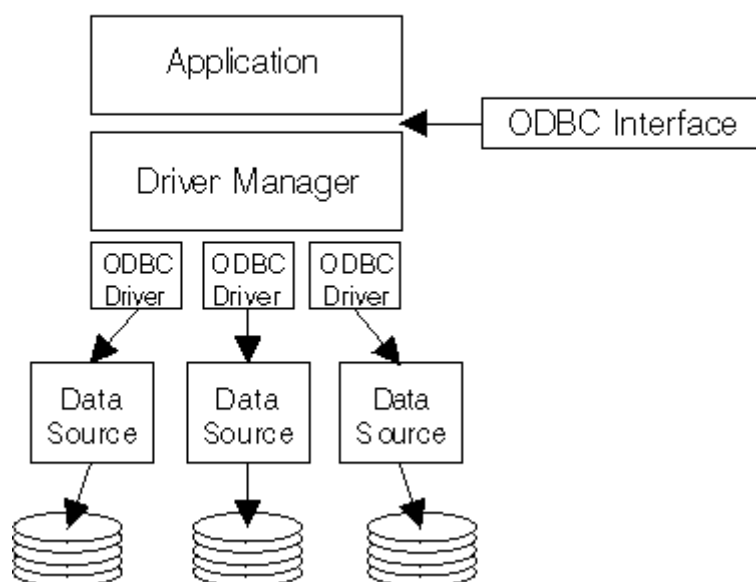 Application
ODBC Interface
Driver Manager
ODBC
Driver
ODBC
Driver
ODBC
Driver
Data
Source
Data
Source
Data
Source